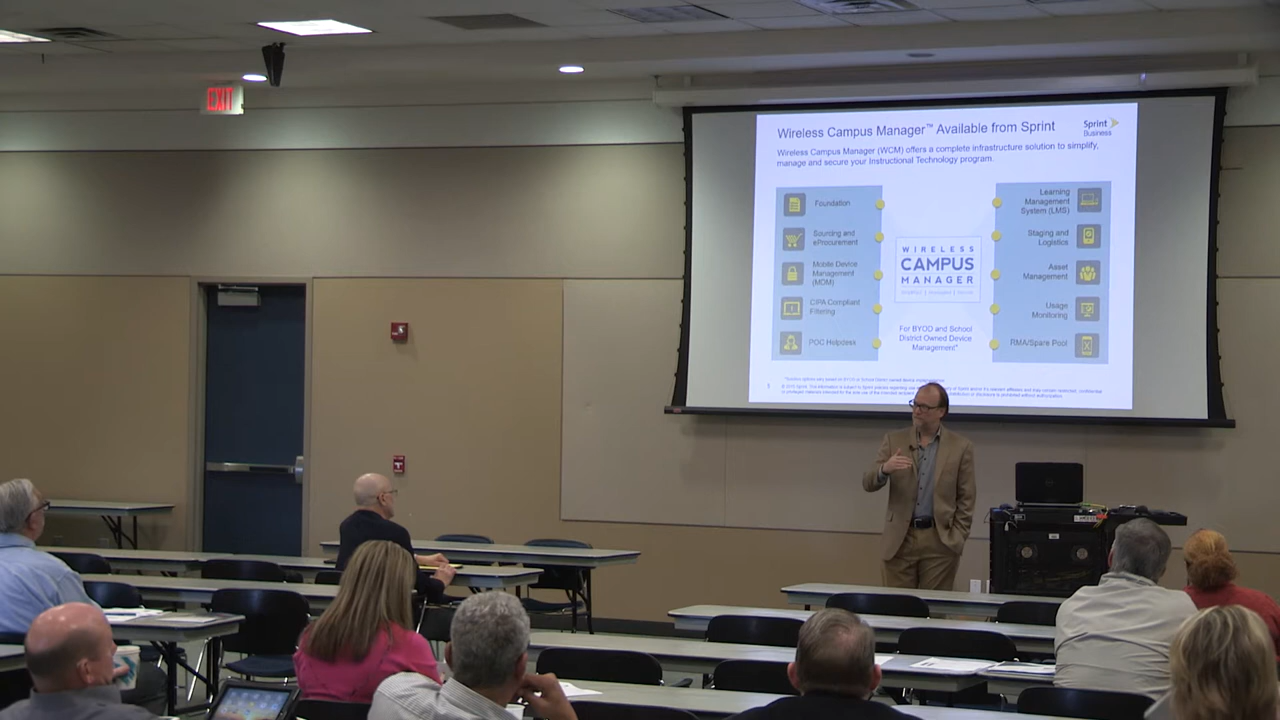 EXIT
Wireless Campus Manager™ Available from Sprint
Sprint
Business
Wireless Campus Manager (WCM) offers a complete infrastructure solution to simplify,
manage and secure your Instructional Technology program.
Foundation
Sourcing and
eProcurement
Mobile Device
Management
(MDM)
CIPA Compliant
Filtering
POC Helpdesk
WIRELESS
CAMPUS
MANAGER
For BYOD and School
District Owned Device
Management*
Learning
Management
System (LMS)
Staging and
Logistics
Asset
Management
Usage
Monitoring
RMA/Spare Pool